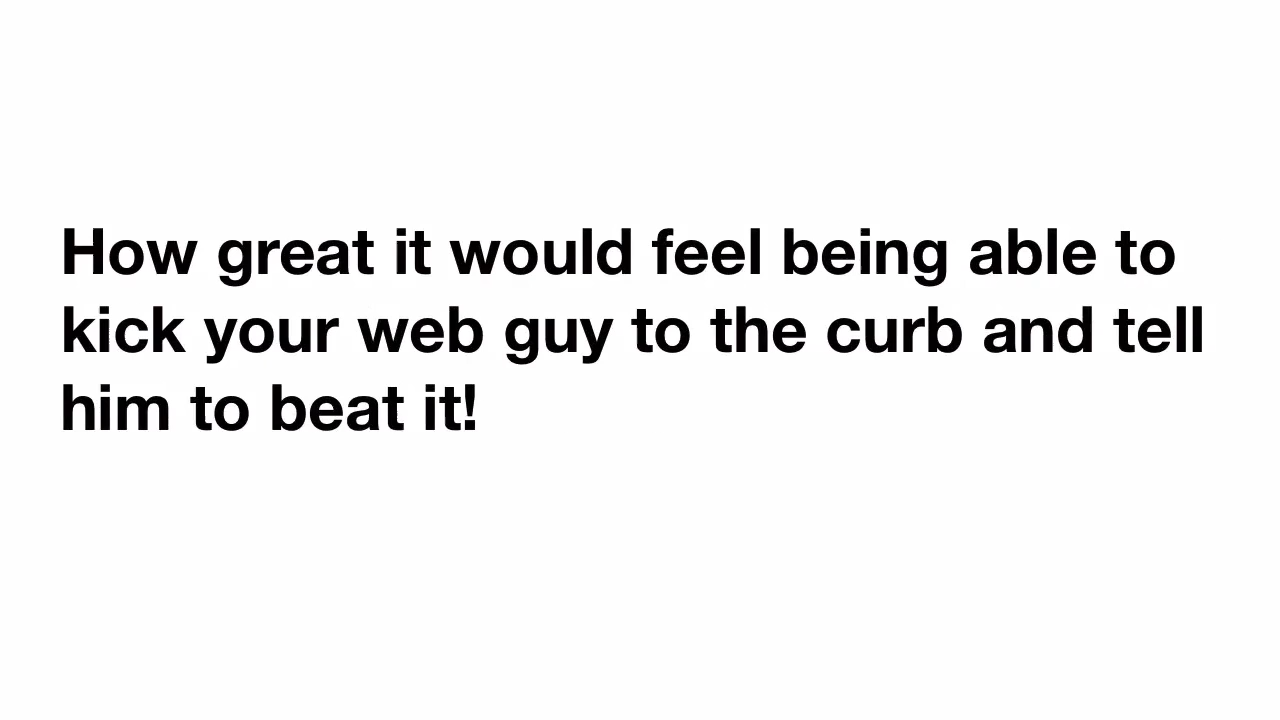 How great it would feel being able to
kick your web guy to the curb and tell
him to beat it!